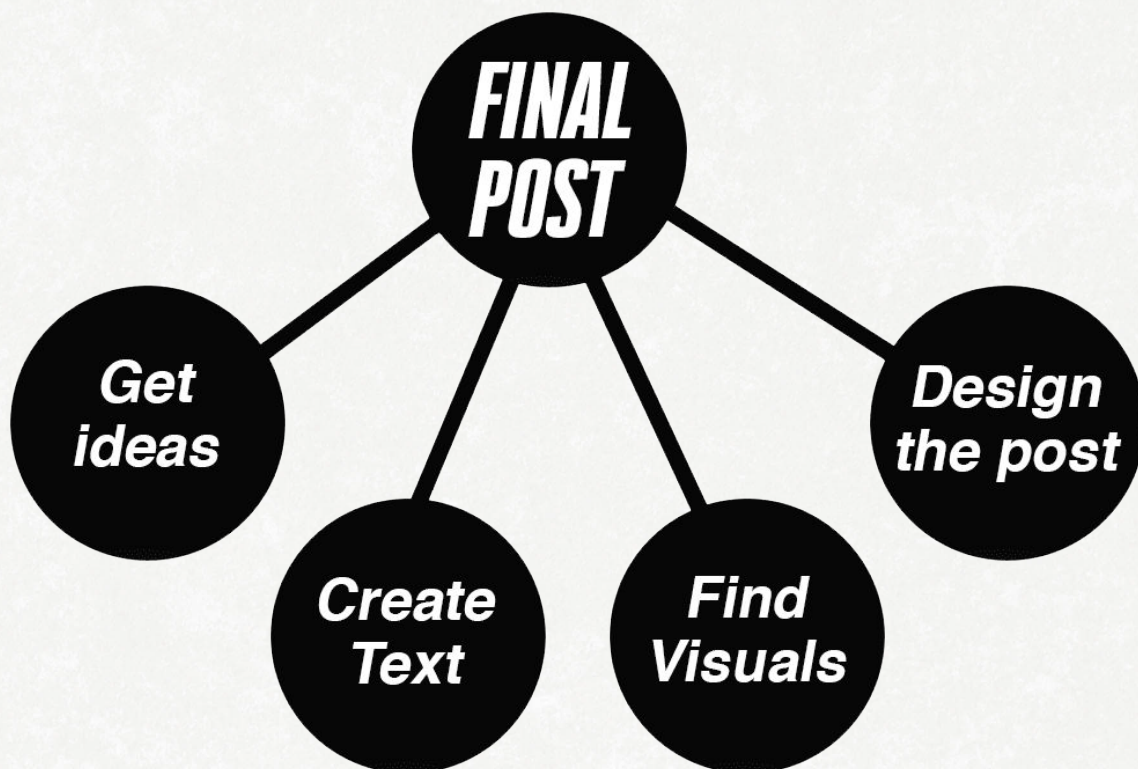 FINAL
POST
Get
ideas
Create
Text
Find
Visuals
Design
the post